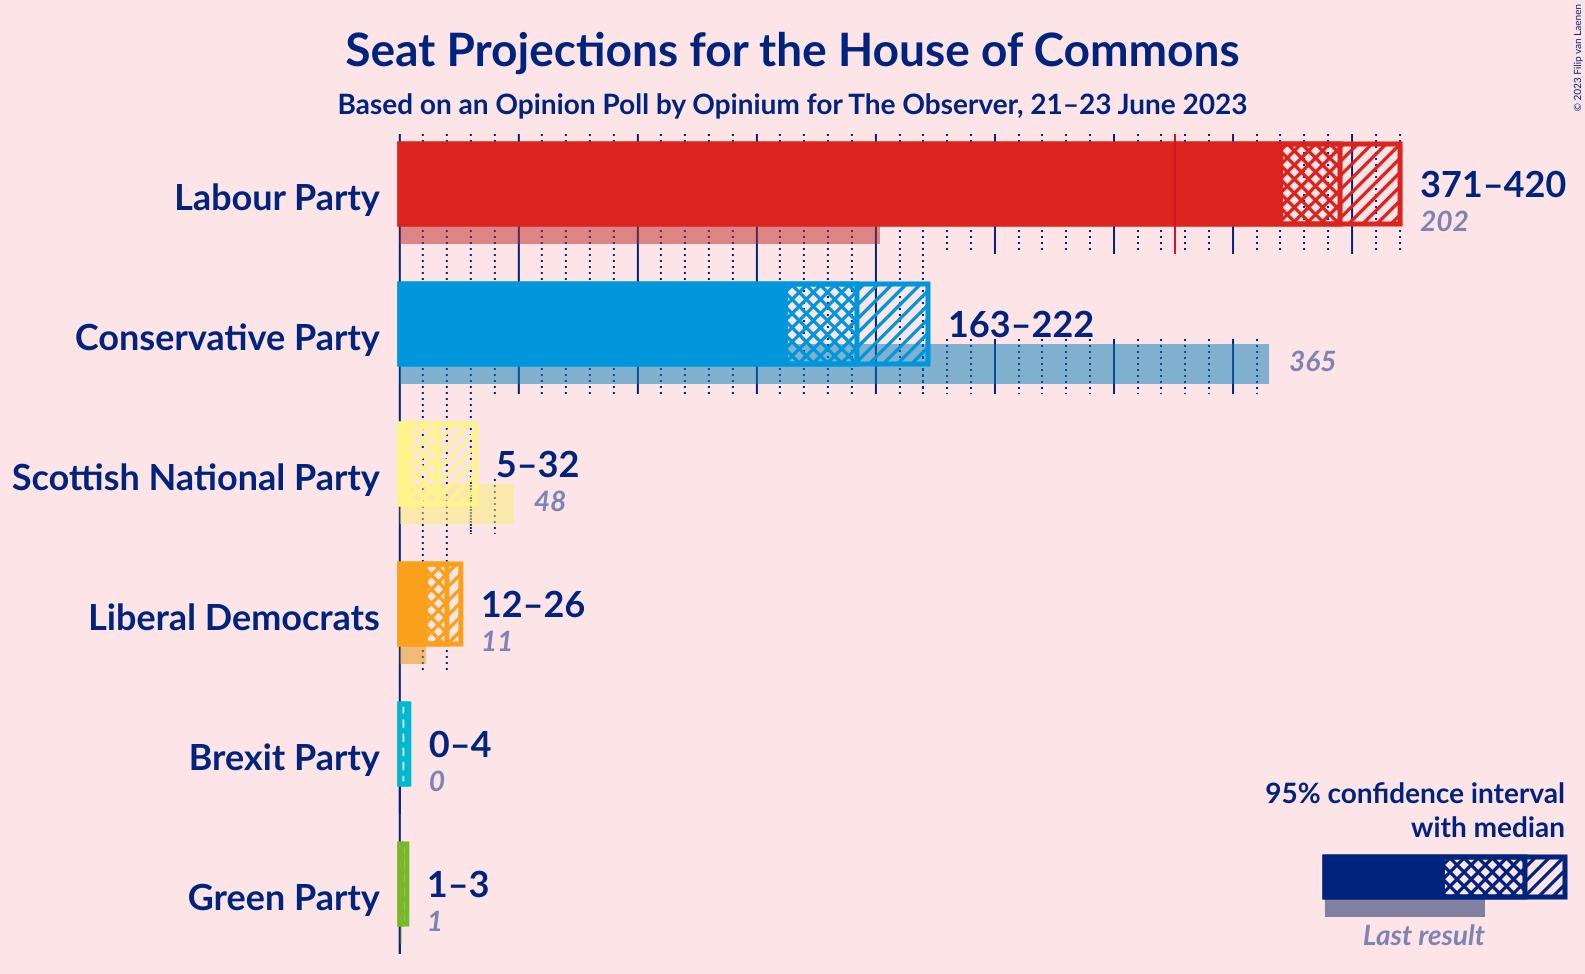 Seat Projections for the House of Commons
Based on an Opinion Poll by Opinium for The Observer, 21–23 June 2023
© 2023 Filip van Laenen
Labour Party
371–420
202
Conservative Party
163–222
365
Scottish National Party
5–32
48
Liberal Democrats
12–26
11
Brexit Party
0–4
0
Green Party
1–3
1
95% confidence interval
with median
Last result